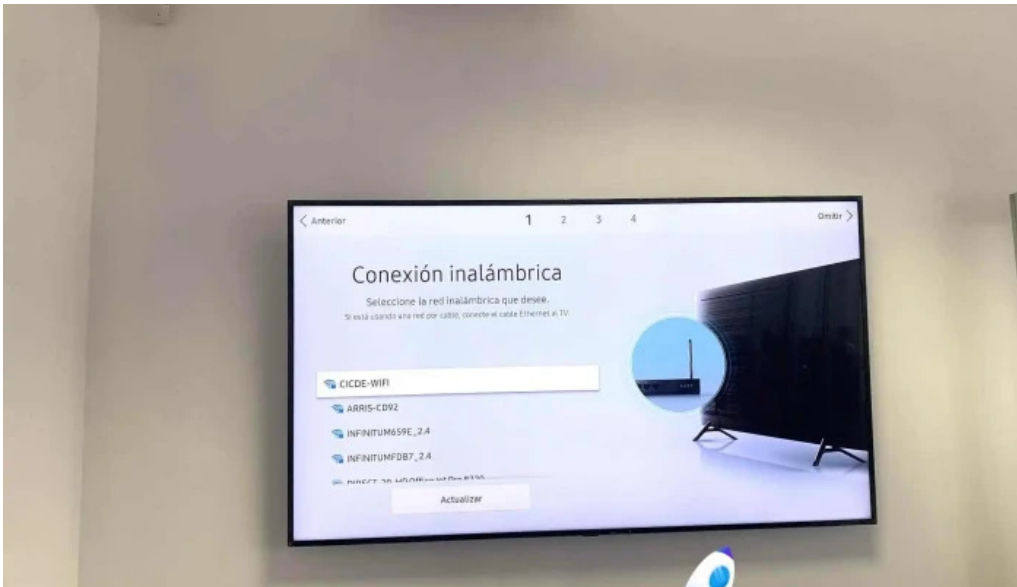 Anterior
1 2 3 4
Omitir
Conexión inalámbrica
Seleccione la red inalámbrica que desee.
Si está usando una red por cable, conecte el cable Ethernet al TV.
CICDE-WIFI
ARRIS-CD92
INFINITUM659E_2.4
INFINITUMFDB7_2.4
Actualizar